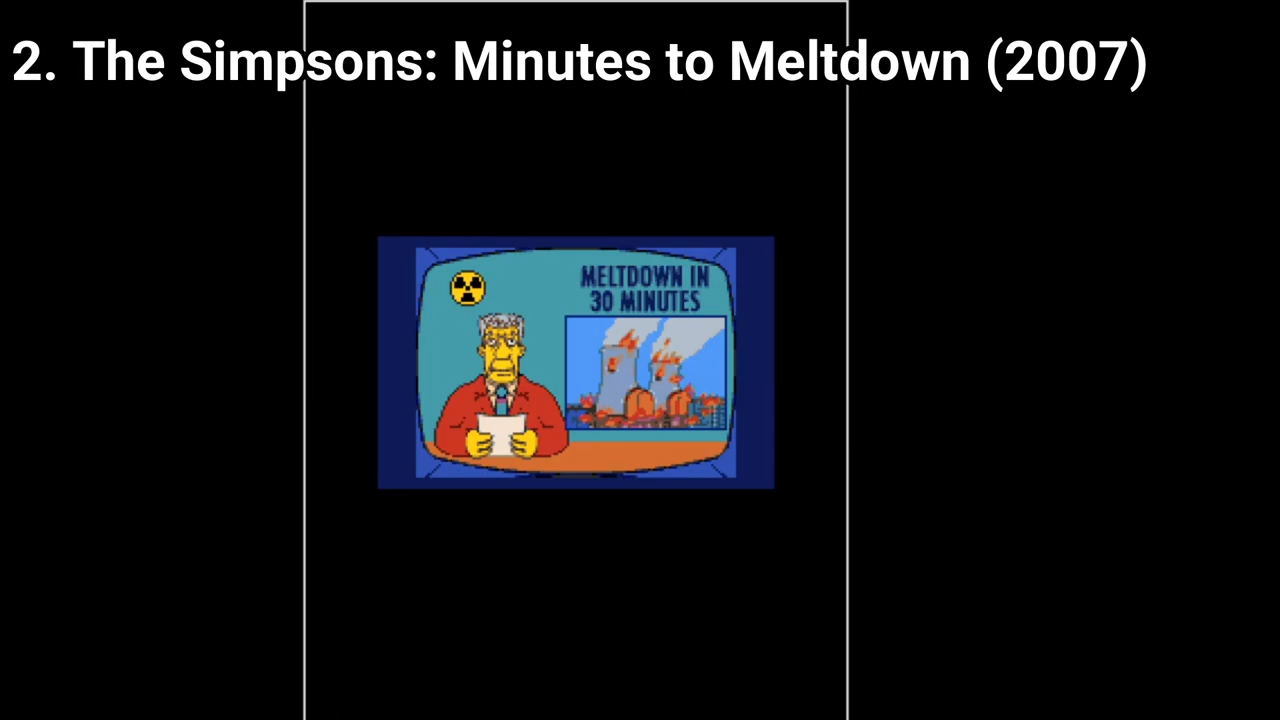 2. The Simpsons: Minutes to Meltdown (2007)
MELTDOWN IN
30 MINUTES